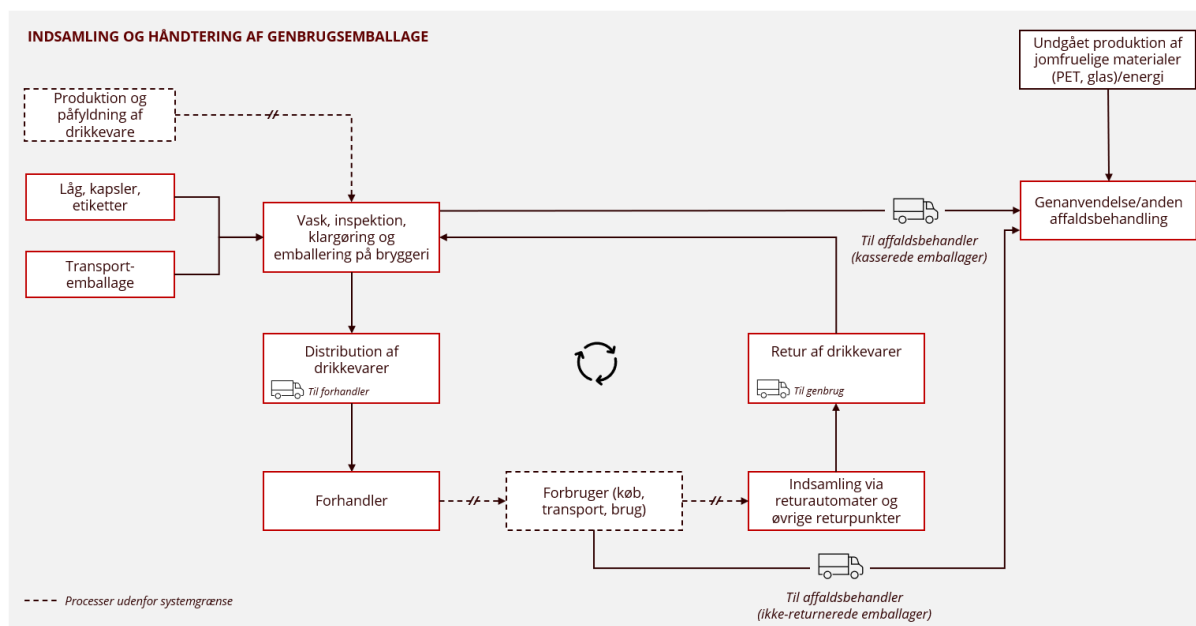 INDSAMLING OG HÅNDTERING AF GENBRUGSEMBALLAGE
Undgået produktion af
jomfruelige materialer
(PET, glas)/energi
Produktion og
påfyldning af
drikkevare
Låg, kapsler,
etiketter
Vask, inspektion,
klargøring og
emballering på bryggeri
Til affaldsbehandler
(kasserede emballager)
Genanvendelse/anden
affaldsbehandling
Transport-
emballage
Distribution af
drikkevarer
Til forhandler
Retur af drikkevarer
Til genbrug
Forhandler
Forbruger (køb,
transport, brug)
Indsamling via
returautomater og
øvrige returpunkter
Til affaldsbehandler
(ikke-returnerede emballager)
Processer udenfor systemgrænse